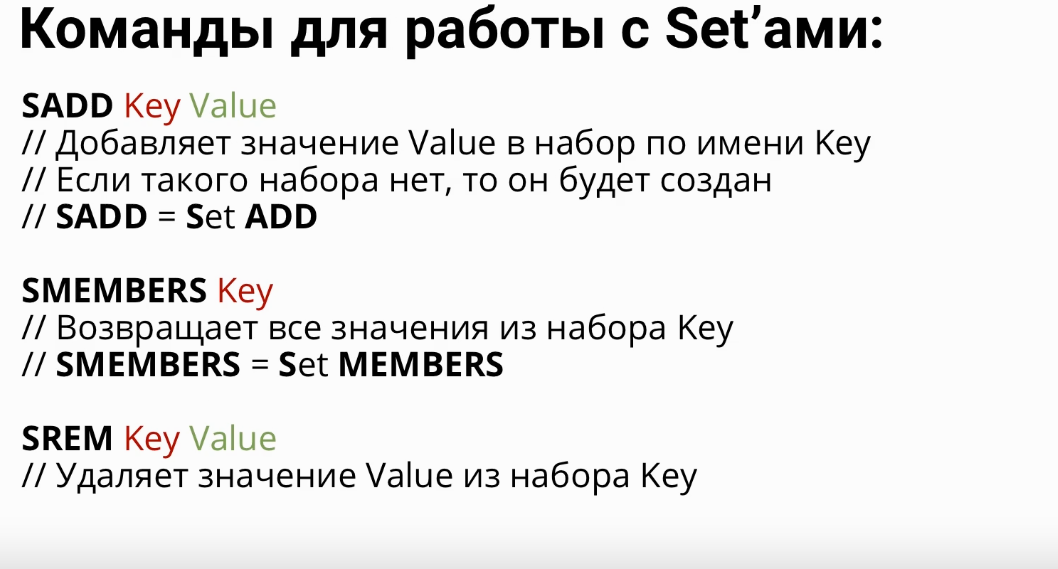 Команды для работы с Set’ами:
SADD Key Value
// Добавляет значение Value в набор по имени Key
// Если такого набора нет, то он будет создан
// SADD = Set ADD
SMEMBERS Key
// Возвращает все значения из набора Key
// SMEMBERS = Set MEMBERS
SREM Key Value
// Удаляет значение Value из набора Key